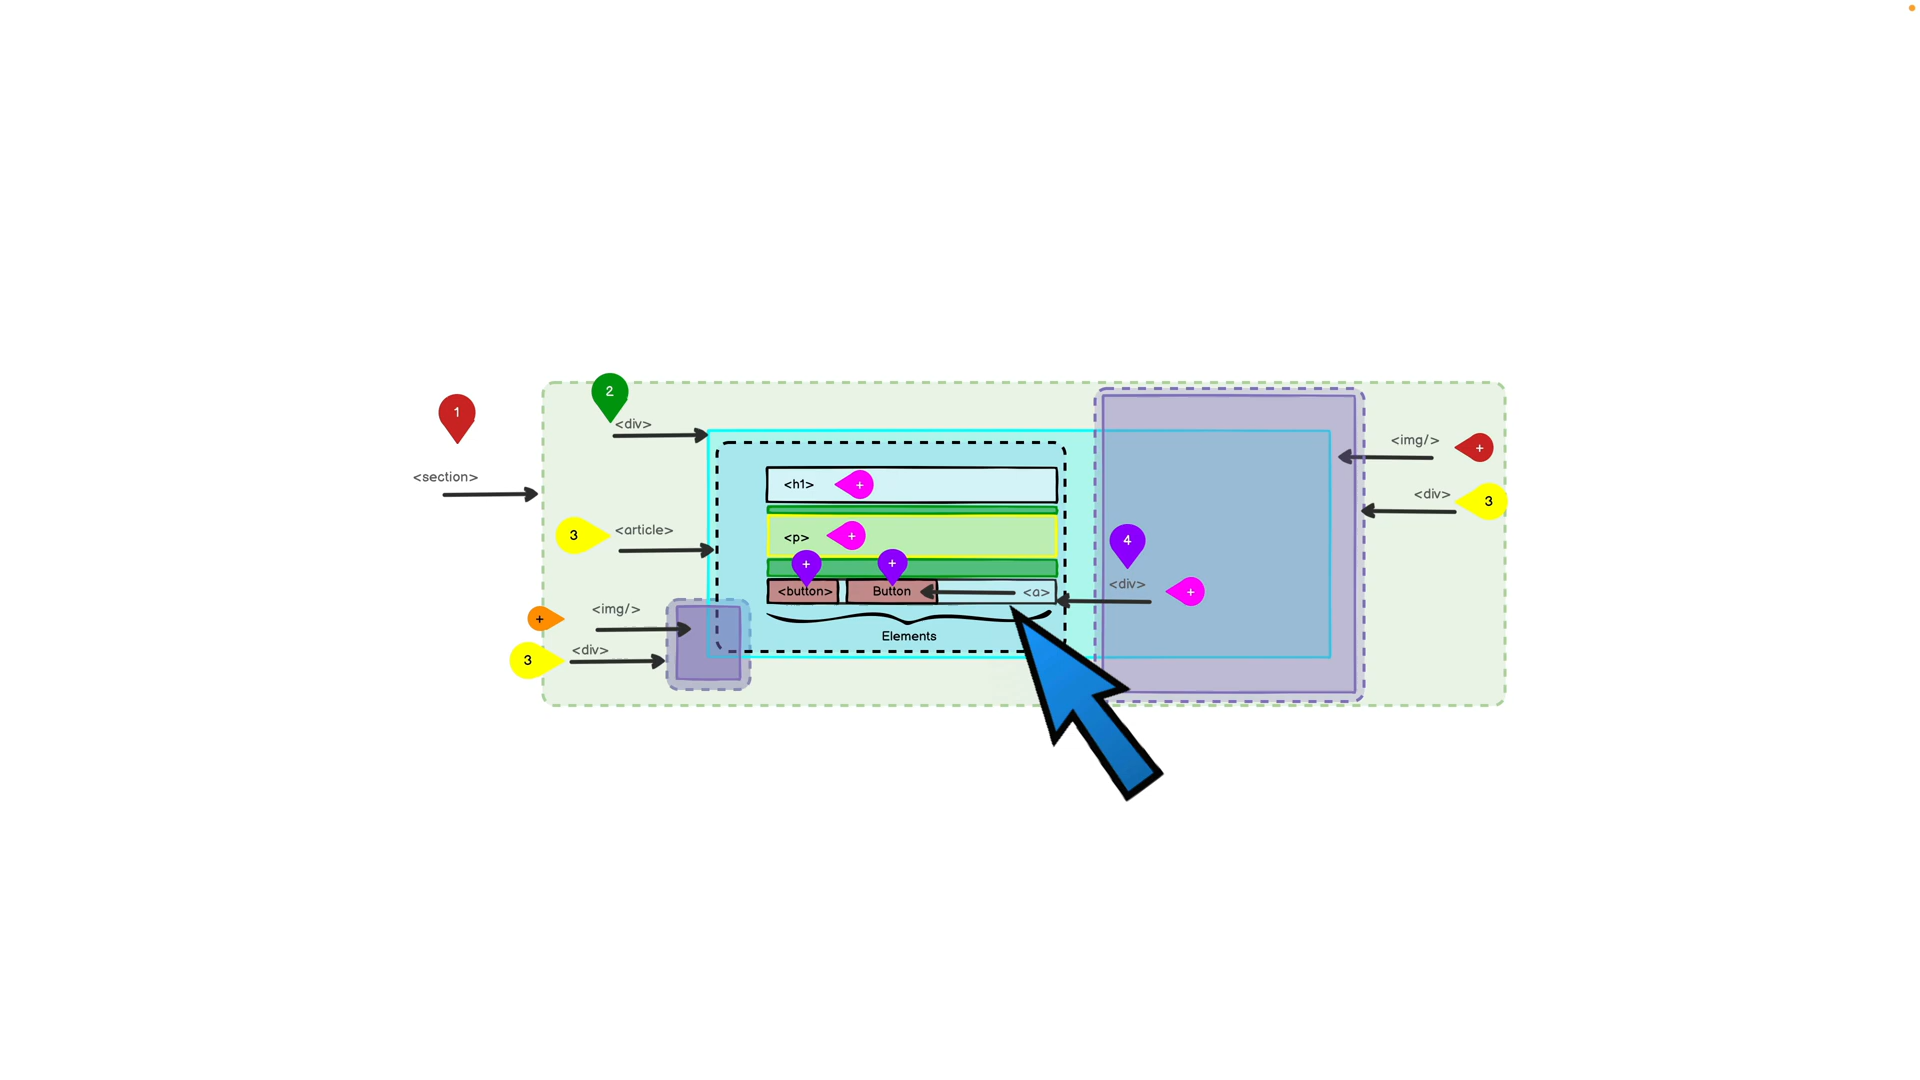 2
1
<div>
<img/>
+
<section>
<h1>
+
<div>
3
3
<article>
<p>
+
4
+
+
<button>
Button
<a>
<div>
+
+
<img/>
Elements
3
<div>